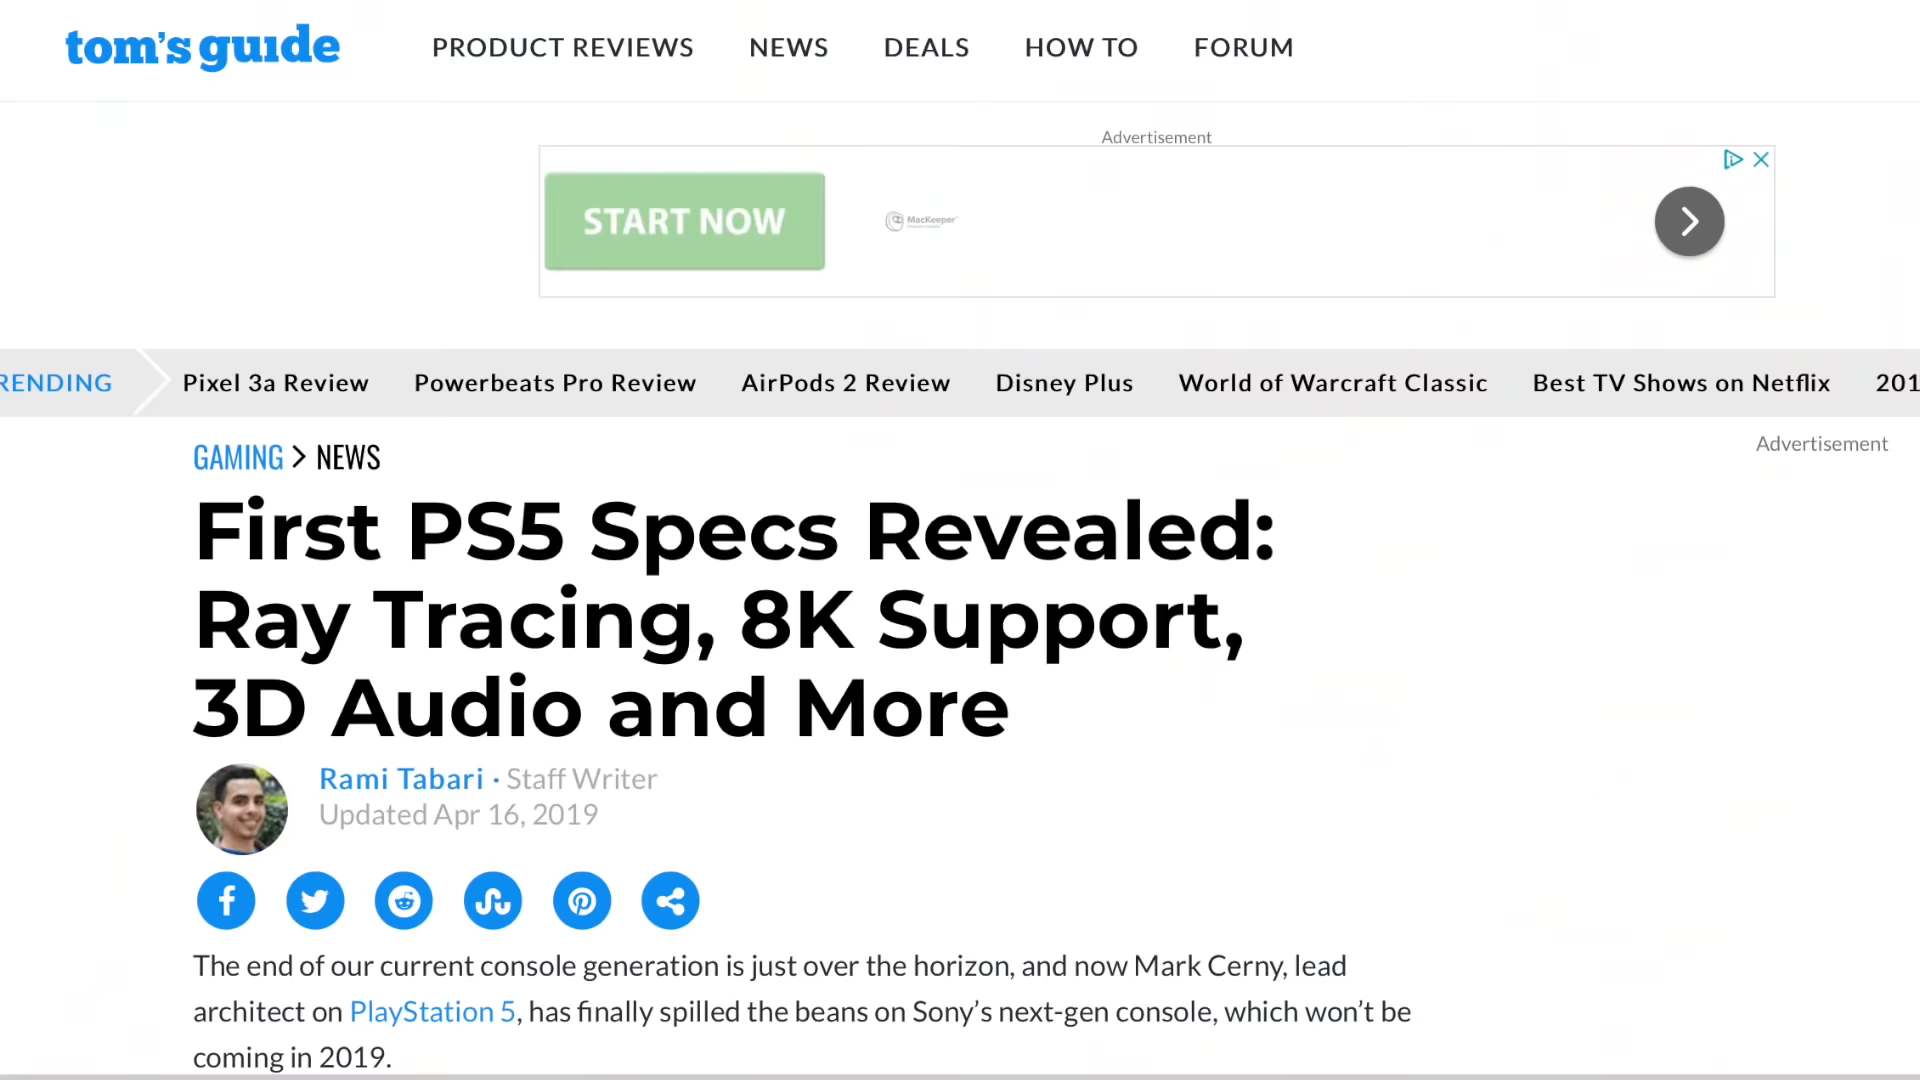 tom's guide
PRODUCT REVIEWS NEWS DEALS HOW TO FORUM
Advertisement
START NOW
MacKeeper
RENDING
Pixel 3a Review Powerbeats Pro Review AirPods 2 Review Disney Plus World of Warcraft Classic Best TV Shows on Netflix 201
Advertisement
GAMING > NEWS
First PS5 Specs Revealed:
Ray Tracing, 8K Support,
3D Audio and More
Rami Tabari · Staff Writer
Updated Apr 16, 2019
The end of our current console generation is just over the horizon, and now Mark Cerny, lead
architect on PlayStation 5, has finally spilled the beans on Sony’s next-gen console, which won’t be
coming in 2019.